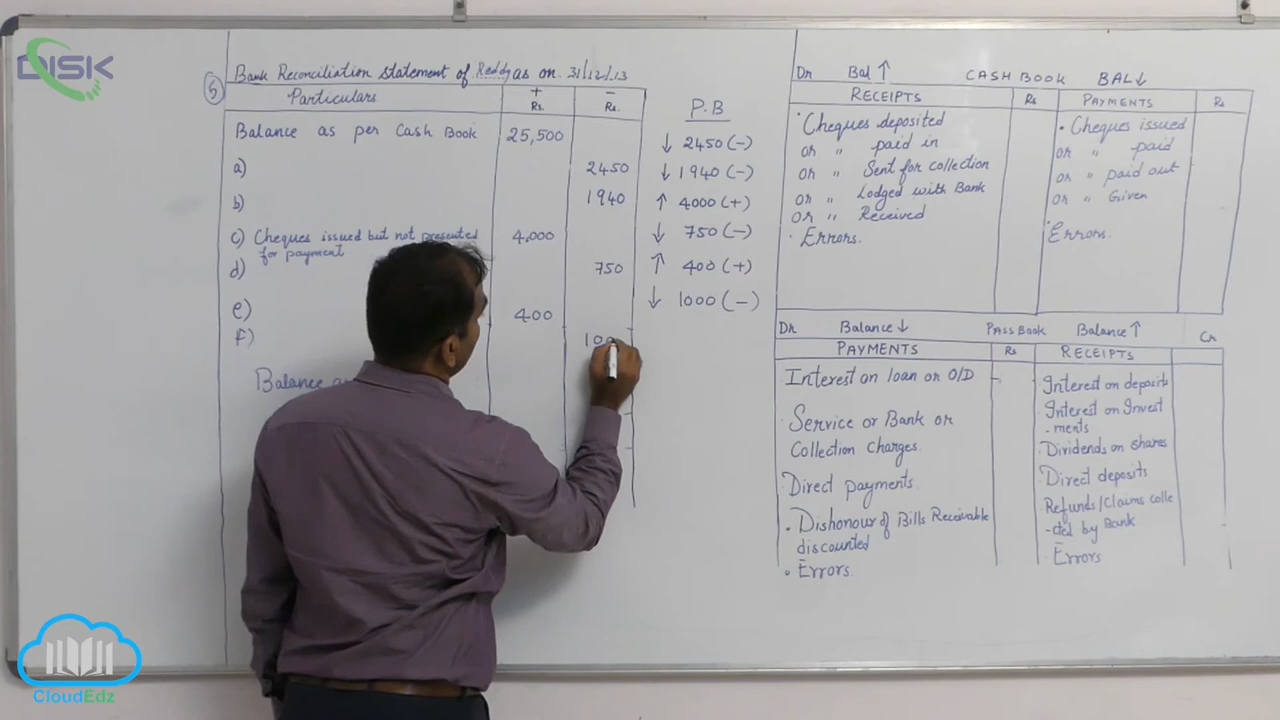 DISK
5
Bank Reconciliation statement of Reddy as on 31/12/13
Particulars + Rs. - Rs.
Balance as per Cash Book 25,500
a) 2450
b) 1940
c) Cheques issued but not presented 4,000
for payment
d) 750
e) 400
f) 100
Balance
P.B
↓ 2450 (-)
↓ 1940 (-)
↑ 4000 (+)
↓ 750 (-)
↑ 400 (+)
↓ 1000 (-)
Dr Bal ↑ CASH BOOK BAL ↓
RECEIPTS Rs PAYMENTS Rs
• Cheques deposited
or " paid in
or " Sent for collection
or " Lodged with Bank
or " Received
• Errors.
• Cheques issued
or " paid
or " paid out
or " Given
• Errors.
Dr Balance ↓ PASS BOOK Balance ↑ Cr
PAYMENTS Rs RECEIPTS
Interest on loan or O/D
• Service or Bank or
Collection Charges.
• Direct payments
• Dishonour of Bills Receivable
discounted
• Errors.
Interest on deposits
Interest on Invest
-ments
• Dividends on shares
• Direct deposits
Refunds/Claims colle
-cted by Bank
• Errors
CloudEdz